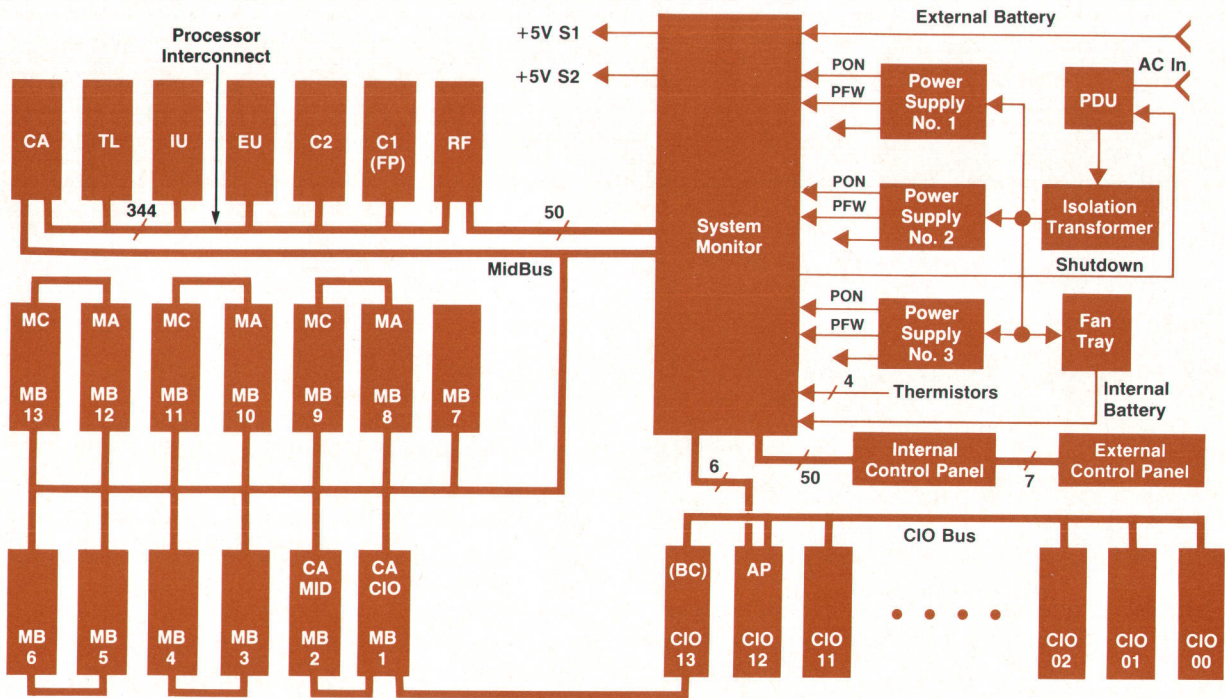 External Battery
+5V S1
+5V S2
AC In
Processor
Interconnect
PON
PFW
Power
Supply
No. 1
PDU
CA
TL
IU
EU
C2
C1
(FP)
RF
344
50
System
Monitor
PON
PFW
Power
Supply
No. 2
Isolation
Transformer
MidBus
Shutdown
PON
PFW
Power
Supply
No. 3
Fan
Tray
MC
MB
13
MA
MB
12
MC
MB
11
MA
MB
10
MC
MB
9
MA
MB
8
MB
7
4
Thermistors
Internal
Battery
6
50
Internal
Control Panel
7
External
Control Panel
CIO Bus
MB
6
MB
5
MB
4
MB
3
CA
MID
MB
2
CA
CIO
MB
1
(BC)
CIO
13
AP
CIO
12
CIO
11
CIO
02
CIO
01
CIO
00